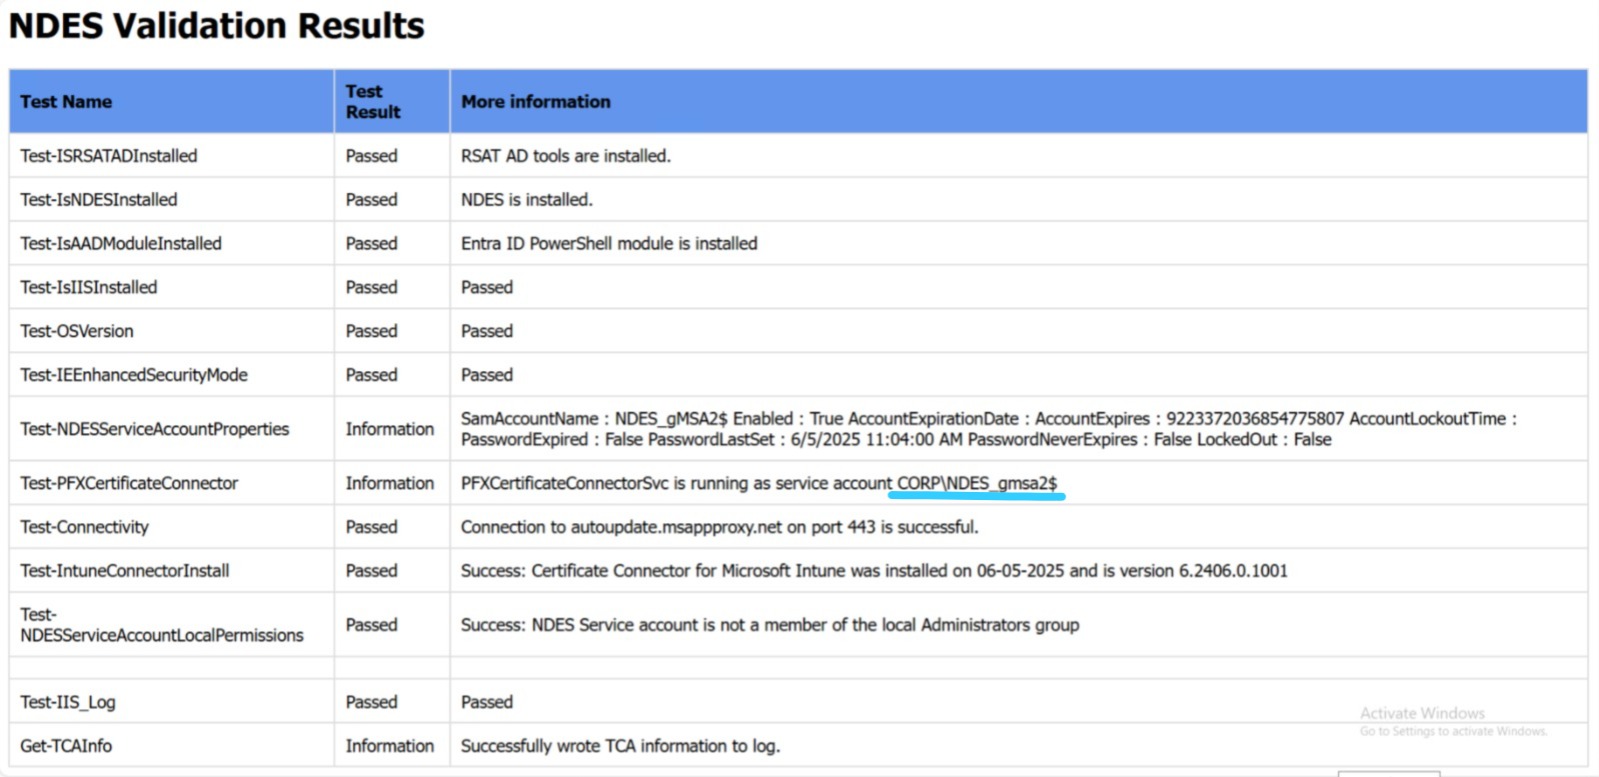 NDES Validation Results
Test Name
Test
Result
More information
Test-ISRSATADInstalled
Passed
RSAT AD tools are installed.
Test-IsNDESInstalled
Passed
NDES is installed.
Test-IsAADModuleInstalled
Passed
Entra ID PowerShell module is installed
Test-IsIISInstalled
Passed
Passed
Test-OSVersion
Passed
Passed
Test-IEEnhancedSecurityMode
Passed
Passed
Test-NDESServiceAccountProperties
Information
SamAccountName : NDES_gMSA2$ Enabled : True AccountExpirationDate : AccountExpires : 9223372036854775807 AccountLockoutTime :
PasswordExpired : False PasswordLastSet : 6/5/2025 11:04:00 AM PasswordNeverExpires : False LockedOut : False
Test-PFXCertificateConnector
Information
PFXCertificateConnectorSvc is running as service account CORP\NDES_gmsa2$
Test-Connectivity
Passed
Connection to autoupdate.msappproxy.net on port 443 is successful.
Test-IntuneConnectorInstall
Passed
Success: Certificate Connector for Microsoft Intune was installed on 06-05-2025 and is version 6.2406.0.1001
Test-
NDESServiceAccountLocalPermissions
Passed
Success: NDES Service account is not a member of the local Administrators group
Test-IIS_Log
Passed
Passed
Get-TCAInfo
Information
Successfully wrote TCA information to log.
Activate Windows
Go to Settings to activate Windows.